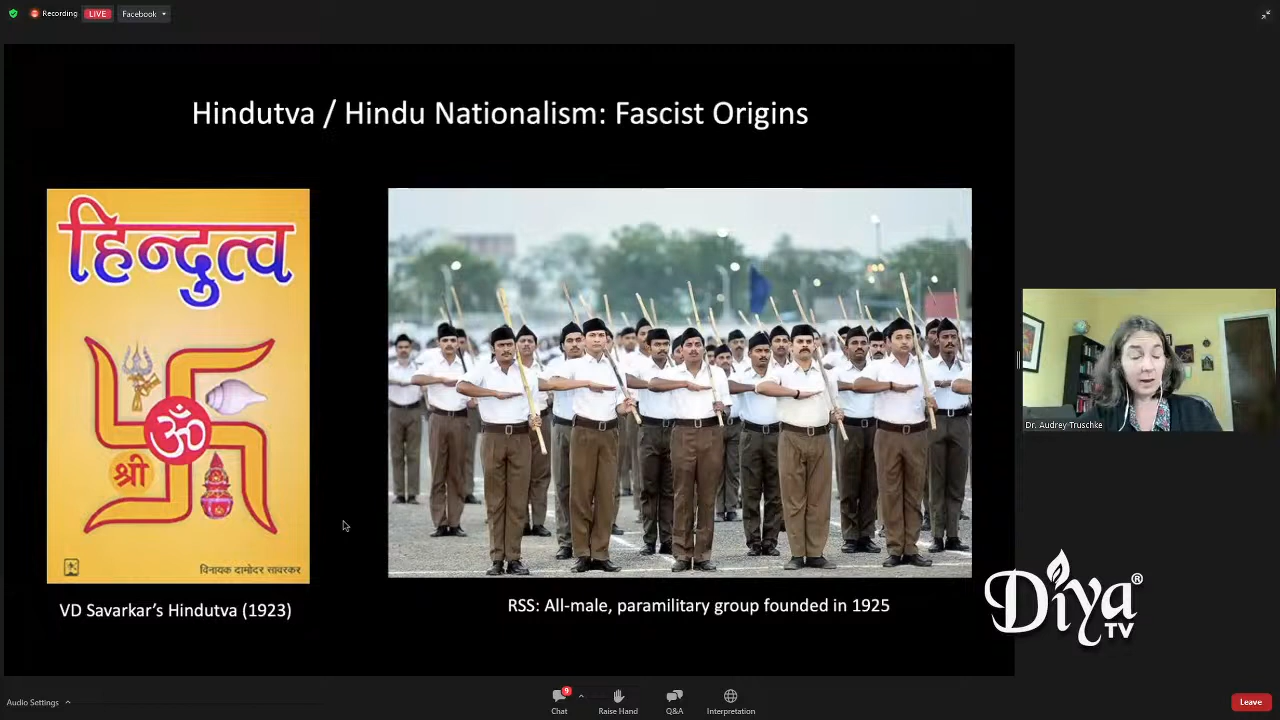 Recording
LIVE
Facebook
Hindutva / Hindu Nationalism: Fascist Origins
हिन्दुत्व
ॐ
श्री
विनायक दामोदर सावरकर
VD Savarkar’s Hindutva (1923)
RSS: All-male, paramilitary group founded in 1925
Dr. Audrey Truschke
Diya®
TV
Audio Settings
9
Chat
Raise Hand
Q&A
Interpretation
Leave